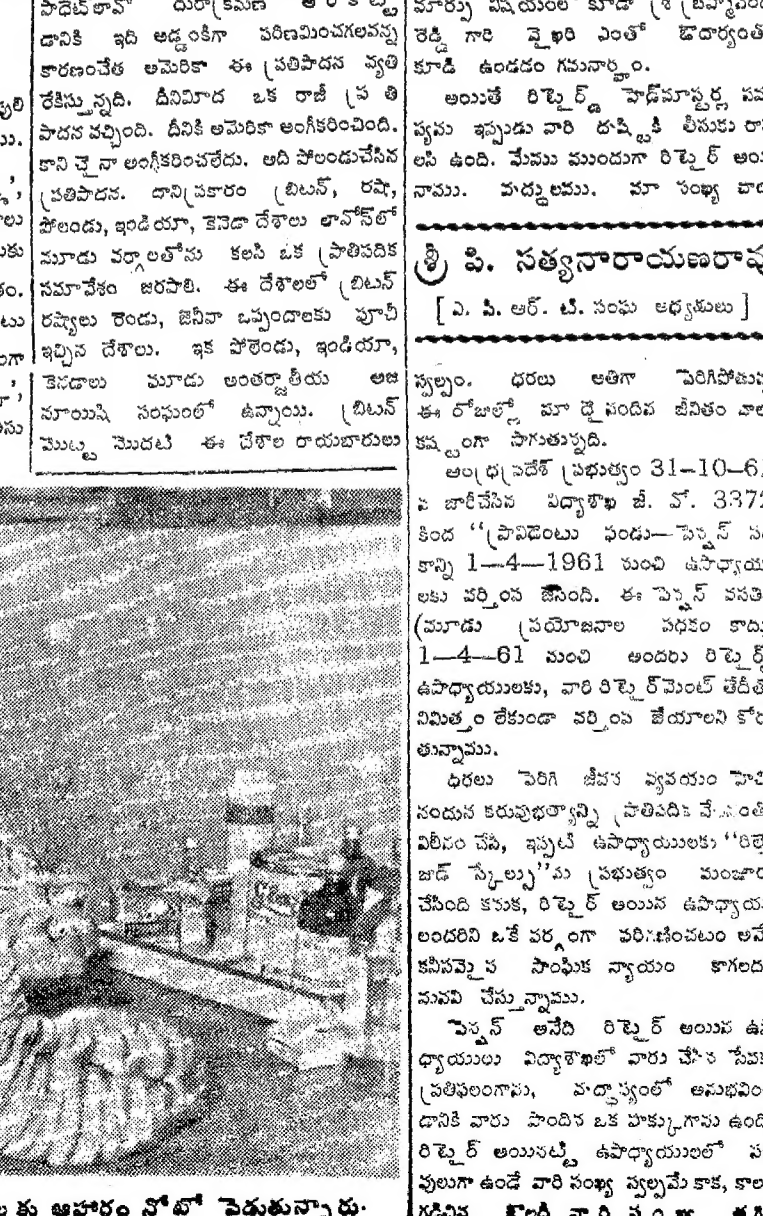 డానికి ఇది అడ్డంకిగా పరిణమించగలవన్న
కారణంచేత అమెరికా ఈ ప్రతిపాదన వ్యతి
రేకిస్తున్నది. దీనిమీద ఒక రాజీ ప్రతి
పాదన వచ్చింది. దీనికి అమెరికా అంగీకరించింది.
కాని చైనా అంగీకరించలేదు. అది పోలండుచేసిన
ప్రతిపాదన. దానిప్రకారం బ్రిటన్, రషా,
పోలండు, ఇండియా, కెనెడా దేశాలు లావోస్‌లో
మూడు వర్గాలతోను కలసి ఒక ప్రాతిపదిక
సమావేశం జరపాలి. ఈ దేశాలలో బ్రిటన్
రష్యాలు రెండు, జెనీవా ఒప్పందాలకు పూచీ
ఇచ్చిన దేశాలు. ఇక పోలెండు, ఇండియా,
కెనడాలు మూడు అంతర్జాతీయ అజ
మాయిషి సంఘంలో ఉన్నాయి. బ్రిటన్
మొట్ట మొదటి ఈ దేశాల రాయబారులు
లకు ఆహారం నోటిలో పెడుతున్నారు.
రెడ్డి గారి వైఖరి ఎంతో ఔదార్యంతో
కూడి ఉండడం గమనార్హం.
అయితే రిటైర్డ్ హెడ్‌మాస్టర్ల సమ
స్యను ఇప్పుడు వారి దృష్టికి తీసుకు రా
లసి ఉంది. మేము ముందుగా రిటైర్ అయి
నాము. వృద్ధులము. మా సంఖ్య చాల
శ్రీ పి. సత్యనారాయణరావు
[ ఎ. పి. ఆర్. టి. సంఘ అధ్యక్షులు ]
స్వల్పం. ధరలు అతిగా పెరిగిపోతున్న
ఈ రోజుల్లో మా దైనందిన జీవితం చాల
కష్టంగా సాగుతున్నది.
ఆంధ్రప్రదేశ్ ప్రభుత్వం 31-10-61
న జారీచేసిన విద్యాశాఖ జీ. వో. 3372
కింద "ప్రావిడెంటు ఫండు—పెన్షన్
కాన్ని 1—4—1961 నుంచి ఉపాధ్యాయు
లకు వర్తింప జేసింది. ఈ పెన్షన్ వసతి
(మూడు ప్రయోజనాల పథకం కాదు
1—4—61 నుంచి అందరు రిటైర్డ్
ఉపాధ్యాయులకు, వారి రిటైర్‌మెంట్ తేదీతో
నిమిత్తం లేకుండా వర్తింప జేయాలని కోరు
తున్నాము.
ధరలు పెరిగి జీవన వ్యవయం హెచ్చి
నందున కరువుభత్యాన్ని ప్రాతిపదిక వేతనంతో
విలీనం చేసి, ఇప్పటి ఉపాధ్యాయులకు "రివై
జుడ్ స్కేల్సు"ను ప్రభుత్వం మంజూరు
చేసింది కనుక, రిటైర్ అయిన ఉపాధ్యాయు
లందరిని ఒకే వర్గంగా పరిగణించటం అనే
కనీసమైన సాంఘిక న్యాయం కాగలద
మనవి చేస్తున్నాము.
పెన్షన్ అనేది రిటైర్ అయిన ఉపా
ధ్యాయులు విద్యాశాఖలో వారు చేసిన సేవకు
ప్రతిఫలంగాను, వృద్ధాప్యంలో అనుభవించ
డానికి వారు పొందిన ఒక హక్కుగాను ఉంది
రిటైర్ అయినట్టి ఉపాధ్యాయులలో
వులుగా ఉండే వారి సంఖ్య స్వల్పమే కాక, కాల